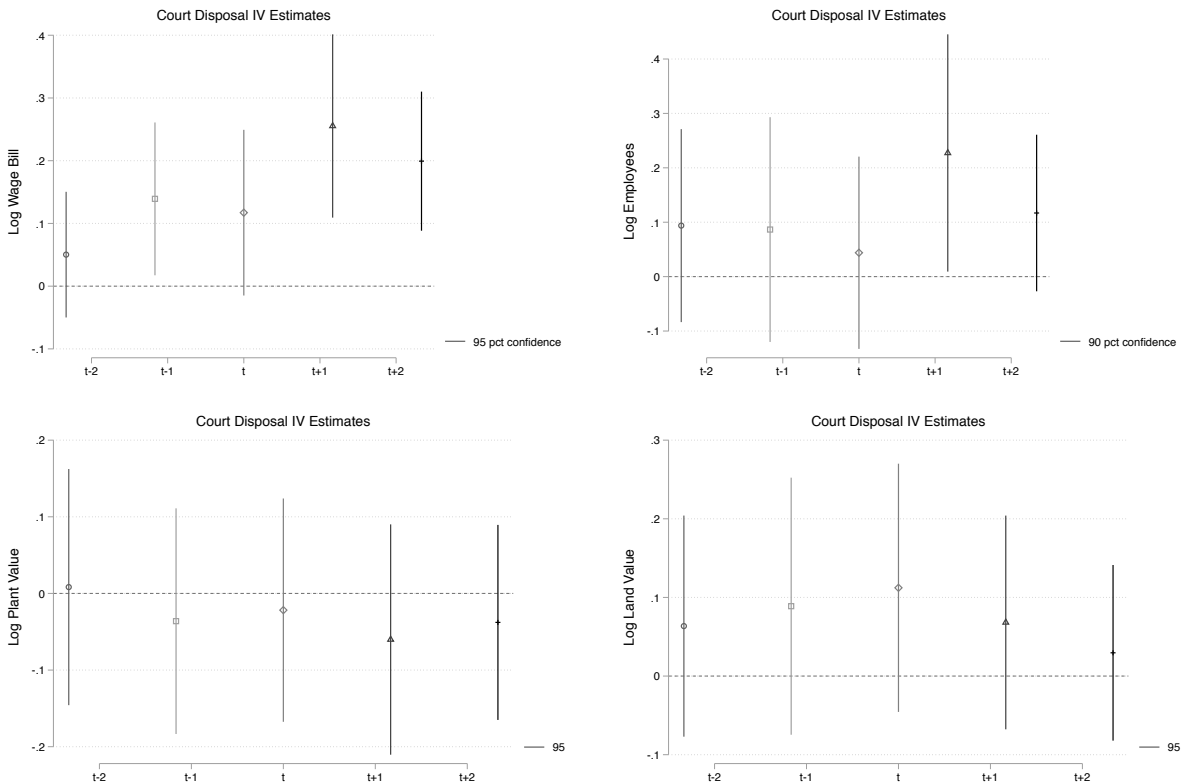 Court Disposal IV Estimates
Log Wage Bill
.4
.3
.2
.1
0
-.1
t-2 t-1 t t+1 t+2
95 pct confidence
Court Disposal IV Estimates
Log Employees
.4
.3
.2
.1
0
-.1
t-2 t-1 t t+1 t+2
90 pct confidence
Court Disposal IV Estimates
Log Plant Value
.2
.1
0
-.1
-.2
t-2 t-1 t t+1 t+2
95
Court Disposal IV Estimates
Log Land Value
.3
.2
.1
0
-.1
t-2 t-1 t t+1 t+2
95